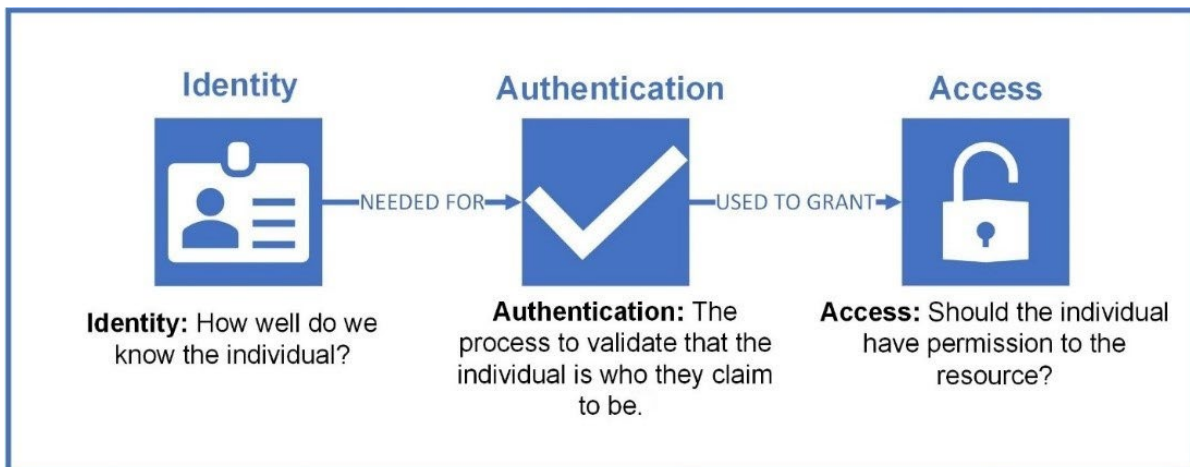 Identity
Authentication
Access
NEEDED FOR
USED TO GRANT
Identity: How well do we
know the individual?
Authentication: The
process to validate that the
individual is who they claim
to be.
Access: Should the individual
have permission to the
resource?